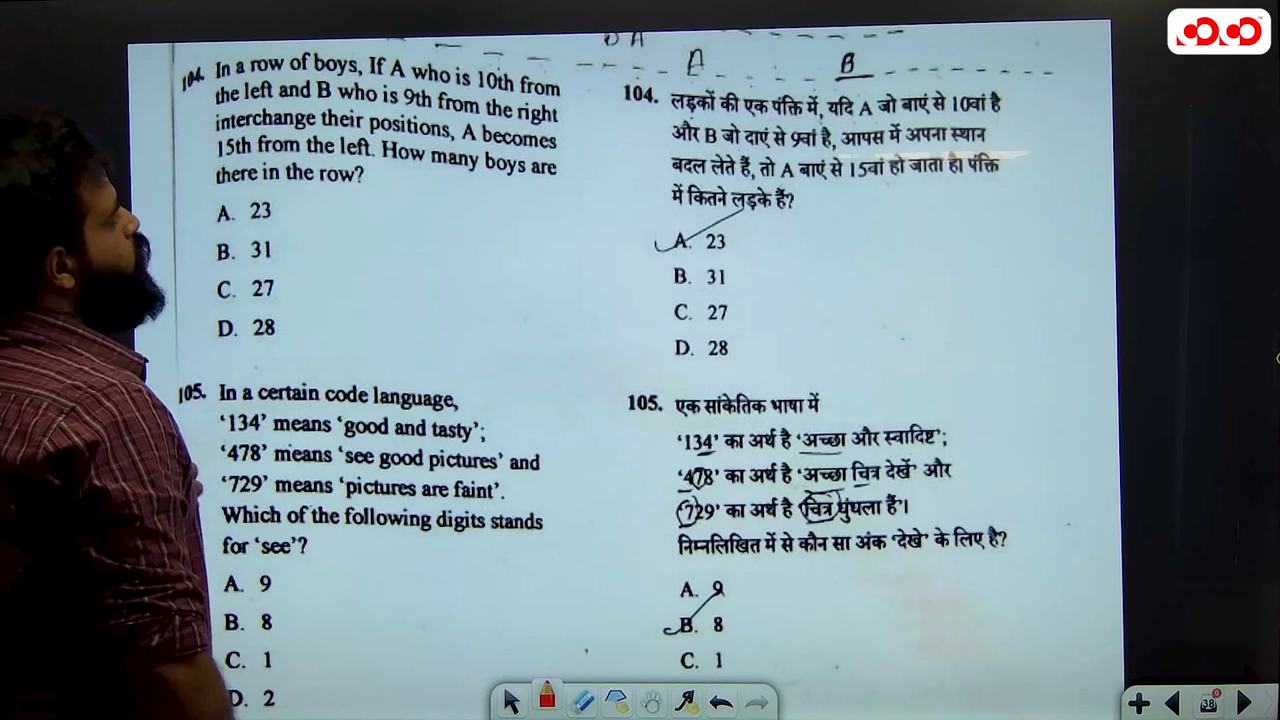 104. In a row of boys, If A who is 10th from
the left and B who is 9th from the right
interchange their positions, A becomes
15th from the left. How many boys are
there in the row?
A. 23
B. 31
C. 27
D. 28
105. In a certain code language,
‘134’ means ‘good and tasty’;
‘478’ means ‘see good pictures’ and
‘729’ means ‘pictures are faint’.
Which of the following digits stands
for ‘see’?
A. 9
B. 8
C. 1
D. 2
A B
104. लड़कों की एक पंक्ति में, यदि A जो बाएं से 10वां है
और B जो दाएं से 9वां है, आपस में अपना स्थान
बदल लेते हैं, तो A बाएं से 15वां हो जाता है। पंक्ति
में कितने लड़के हैं?
A. 23
B. 31
C. 27
D. 28
105. एक सांकेतिक भाषा में
‘134’ का अर्थ है ‘अच्छा और स्वादिष्ट’;
‘478’ का अर्थ है ‘अच्छा चित्र देखें’ और
‘729’ का अर्थ है ‘चित्र धुंधला हैं’।
निम्नलिखित में से कौन सा अंक ‘देखे’ के लिए है?
A. 9
B. 8
C. 1
38